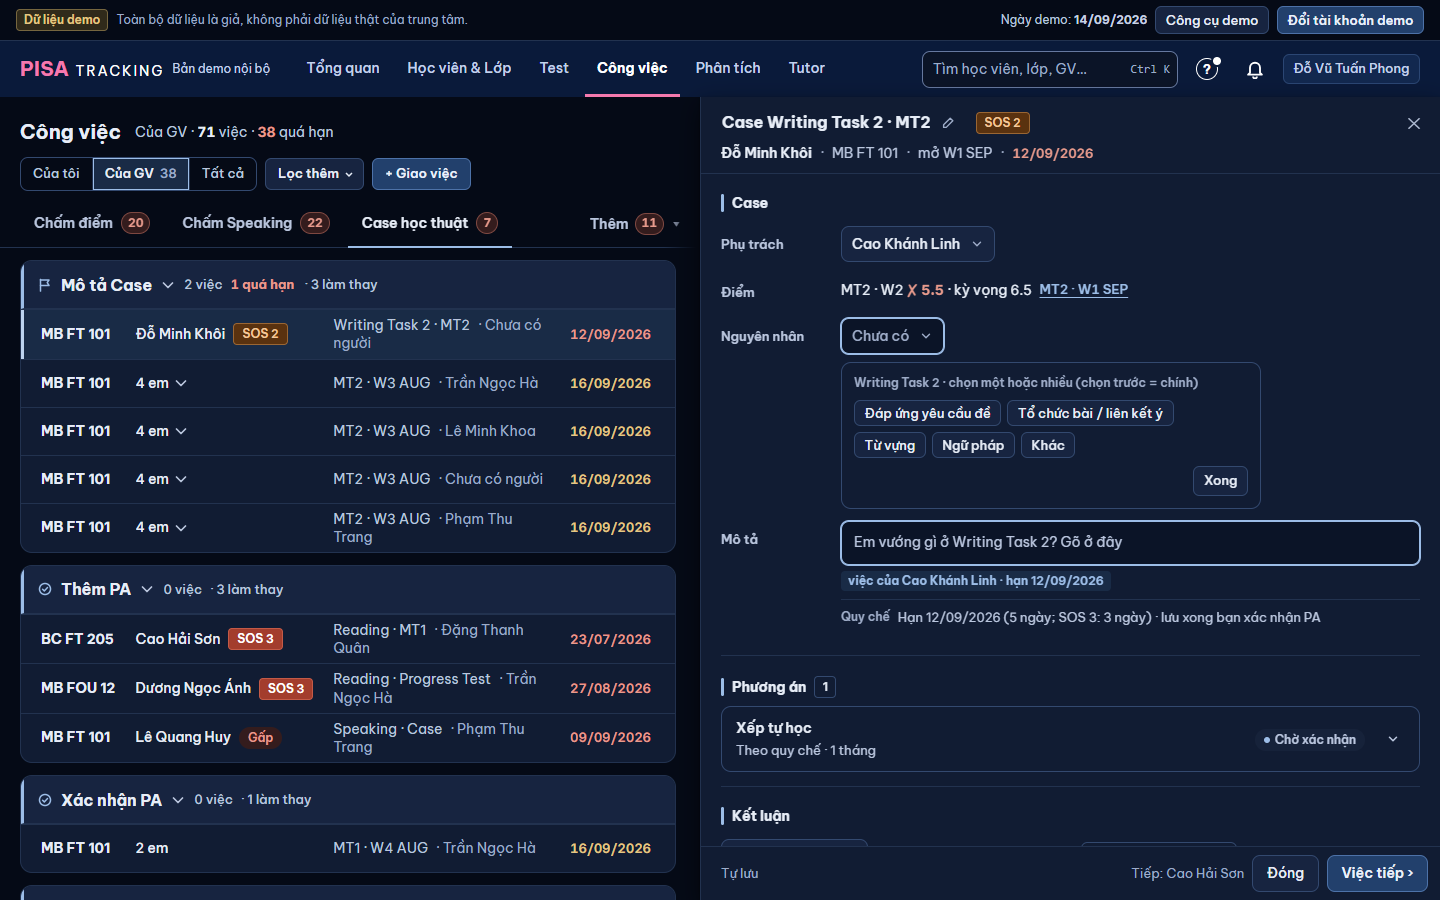 Dữ liệu demo Toàn bộ dữ liệu là giả, không phải dữ liệu thật của trung tâm. Ngày demo: 14/09/2026 Công cụ demo Đổi tài khoản demo
PISA TRACKING Bản demo nội bộ Tổng quan Học viên & Lớp Test Công việc Phân tích Tutor Tìm học viên, lớp, GV... Ctrl K ? Đỗ Vũ Tuấn Phong
Công việc Của GV · 71 việc · 38 quá hạn
Của tôi Của GV 38 Tất cả Lọc thêm + Giao việc
Chấm điểm 20 Chấm Speaking 22 Case học thuật 7 Thêm 11
Mô tả Case 2 việc 1 quá hạn · 3 làm thay
MB FT 101 Đỗ Minh Khôi SOS 2 Writing Task 2 · MT2 · Chưa có người 12/09/2026
MB FT 101 4 em MT2 · W3 AUG · Trần Ngọc Hà 16/09/2026
MB FT 101 4 em MT2 · W3 AUG · Lê Minh Khoa 16/09/2026
MB FT 101 4 em MT2 · W3 AUG · Chưa có người 16/09/2026
MB FT 101 4 em MT2 · W3 AUG · Phạm Thu Trang 16/09/2026
Thêm PA 0 việc · 3 làm thay
BC FT 205 Cao Hải Sơn SOS 3 Reading · MT1 · Đặng Thanh Quân 23/07/2026
MB FOU 12 Dương Ngọc Ánh SOS 3 Reading · Progress Test · Trần Ngọc Hà 27/08/2026
MB FT 101 Lê Quang Huy Gấp Speaking · Case · Phạm Thu Trang 09/09/2026
Xác nhận PA 0 việc · 1 làm thay
MB FT 101 2 em MT1 · W4 AUG · Trần Ngọc Hà 16/09/2026
Case Writing Task 2 · MT2 SOS 2
Đỗ Minh Khôi · MB FT 101 · mở W1 SEP · 12/09/2026
Case
Phụ trách Cao Khánh Linh
Điểm MT2 · W2 ✗ 5.5 · kỳ vọng 6.5 MT2 · W1 SEP
Nguyên nhân Chưa có
Writing Task 2 · chọn một hoặc nhiều (chọn trước = chính)
Đáp ứng yêu cầu đề Tổ chức bài / liên kết ý
Từ vựng Ngữ pháp Khác
Xong
Mô tả Em vướng gì ở Writing Task 2? Gõ ở đây
việc của Cao Khánh Linh · hạn 12/09/2026
Quy chế Hạn 12/09/2026 (5 ngày; SOS 3: 3 ngày) · lưu xong bạn xác nhận PA
Phương án 1
Xếp tự học
Theo quy chế · 1 tháng
Chờ xác nhận
Kết luận
Tự lưu Tiếp: Cao Hải Sơn Đóng Việc tiếp ›